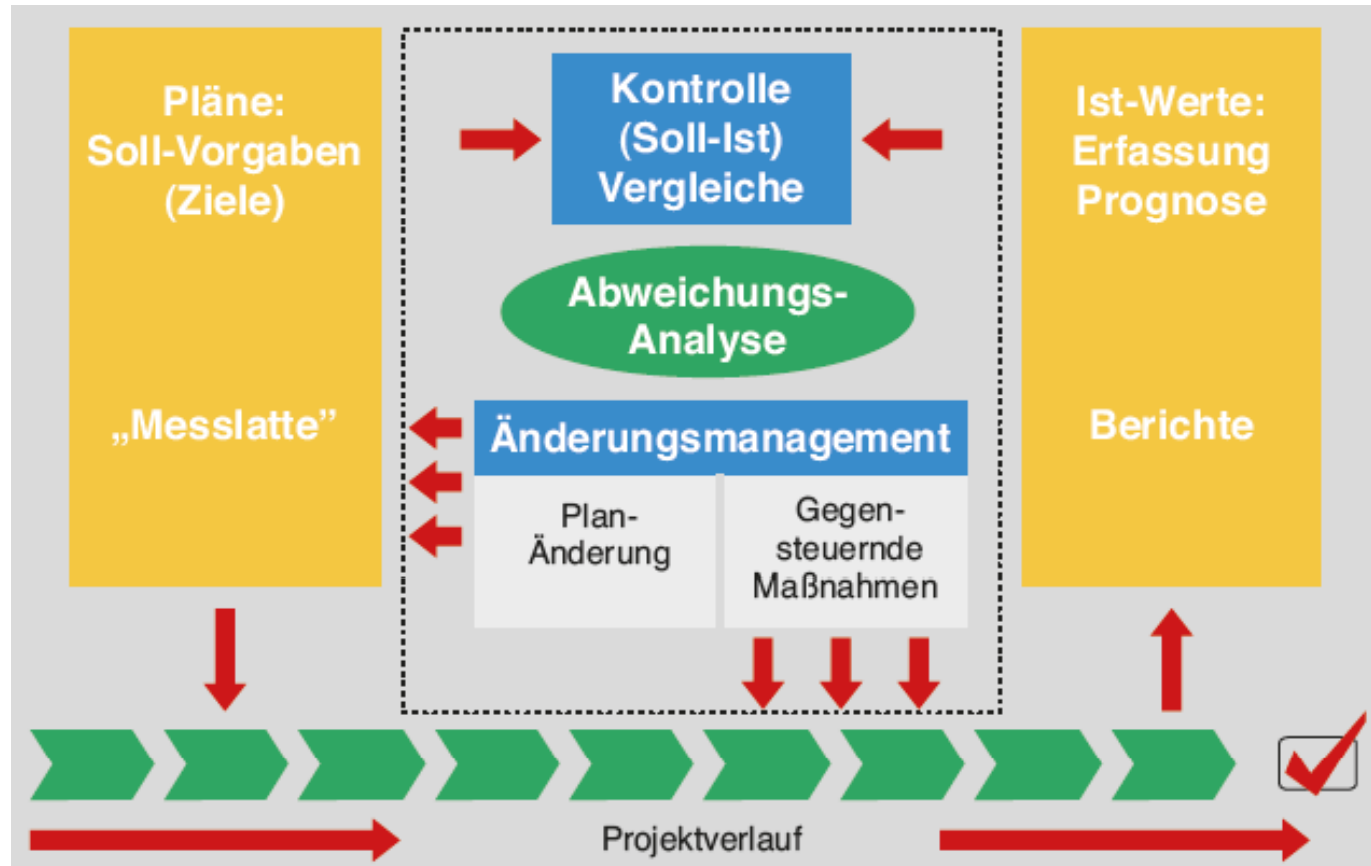 Pläne:
Soll-Vorgaben
(Ziele)
„Messlatte”
Kontrolle
(Soll-Ist)
Vergleiche
Abweichungs-
Analyse
Änderungsmanagement
Plan-
Änderung
Gegen-
steuernde
Maßnahmen
Ist-Werte:
Erfassung
Prognose
Berichte
Projektverlauf